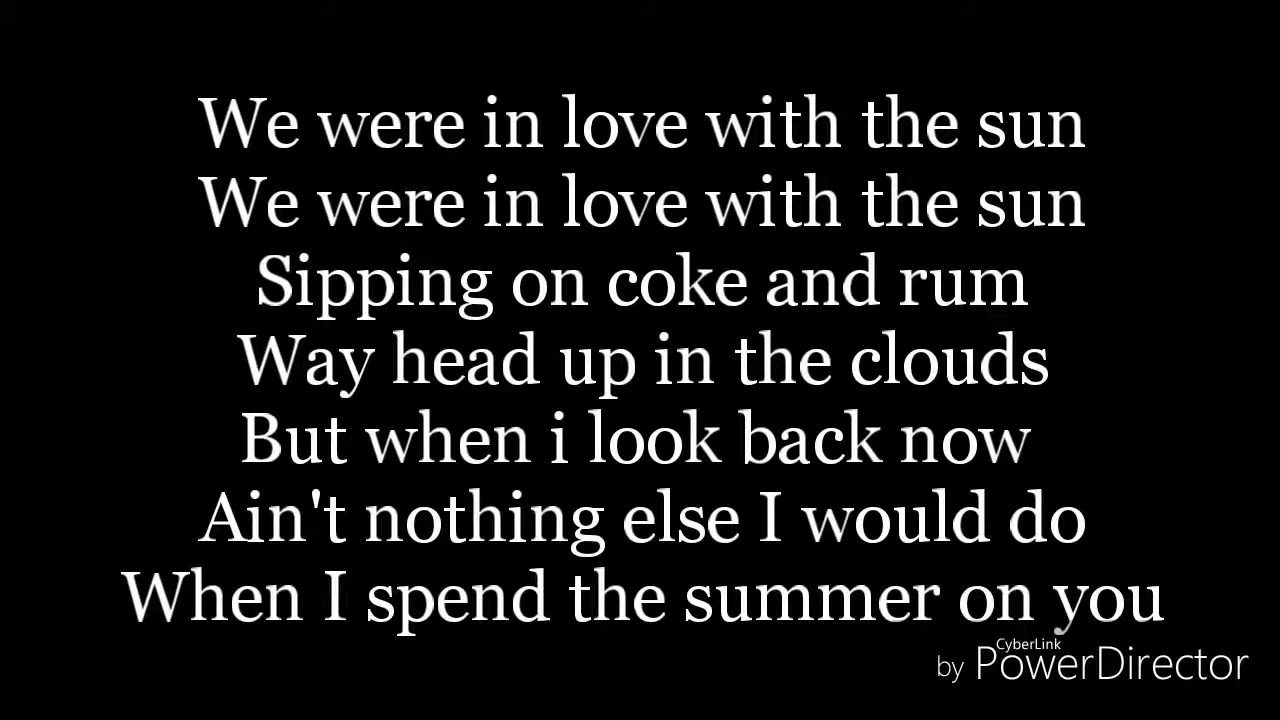 We were in love with the sun
We were in love with the sun
Sipping on coke and rum
Way head up in the clouds
But when i look back now
Ain't nothing else I would do
When I spend the summer on you
CyberLink
by PowerDirector